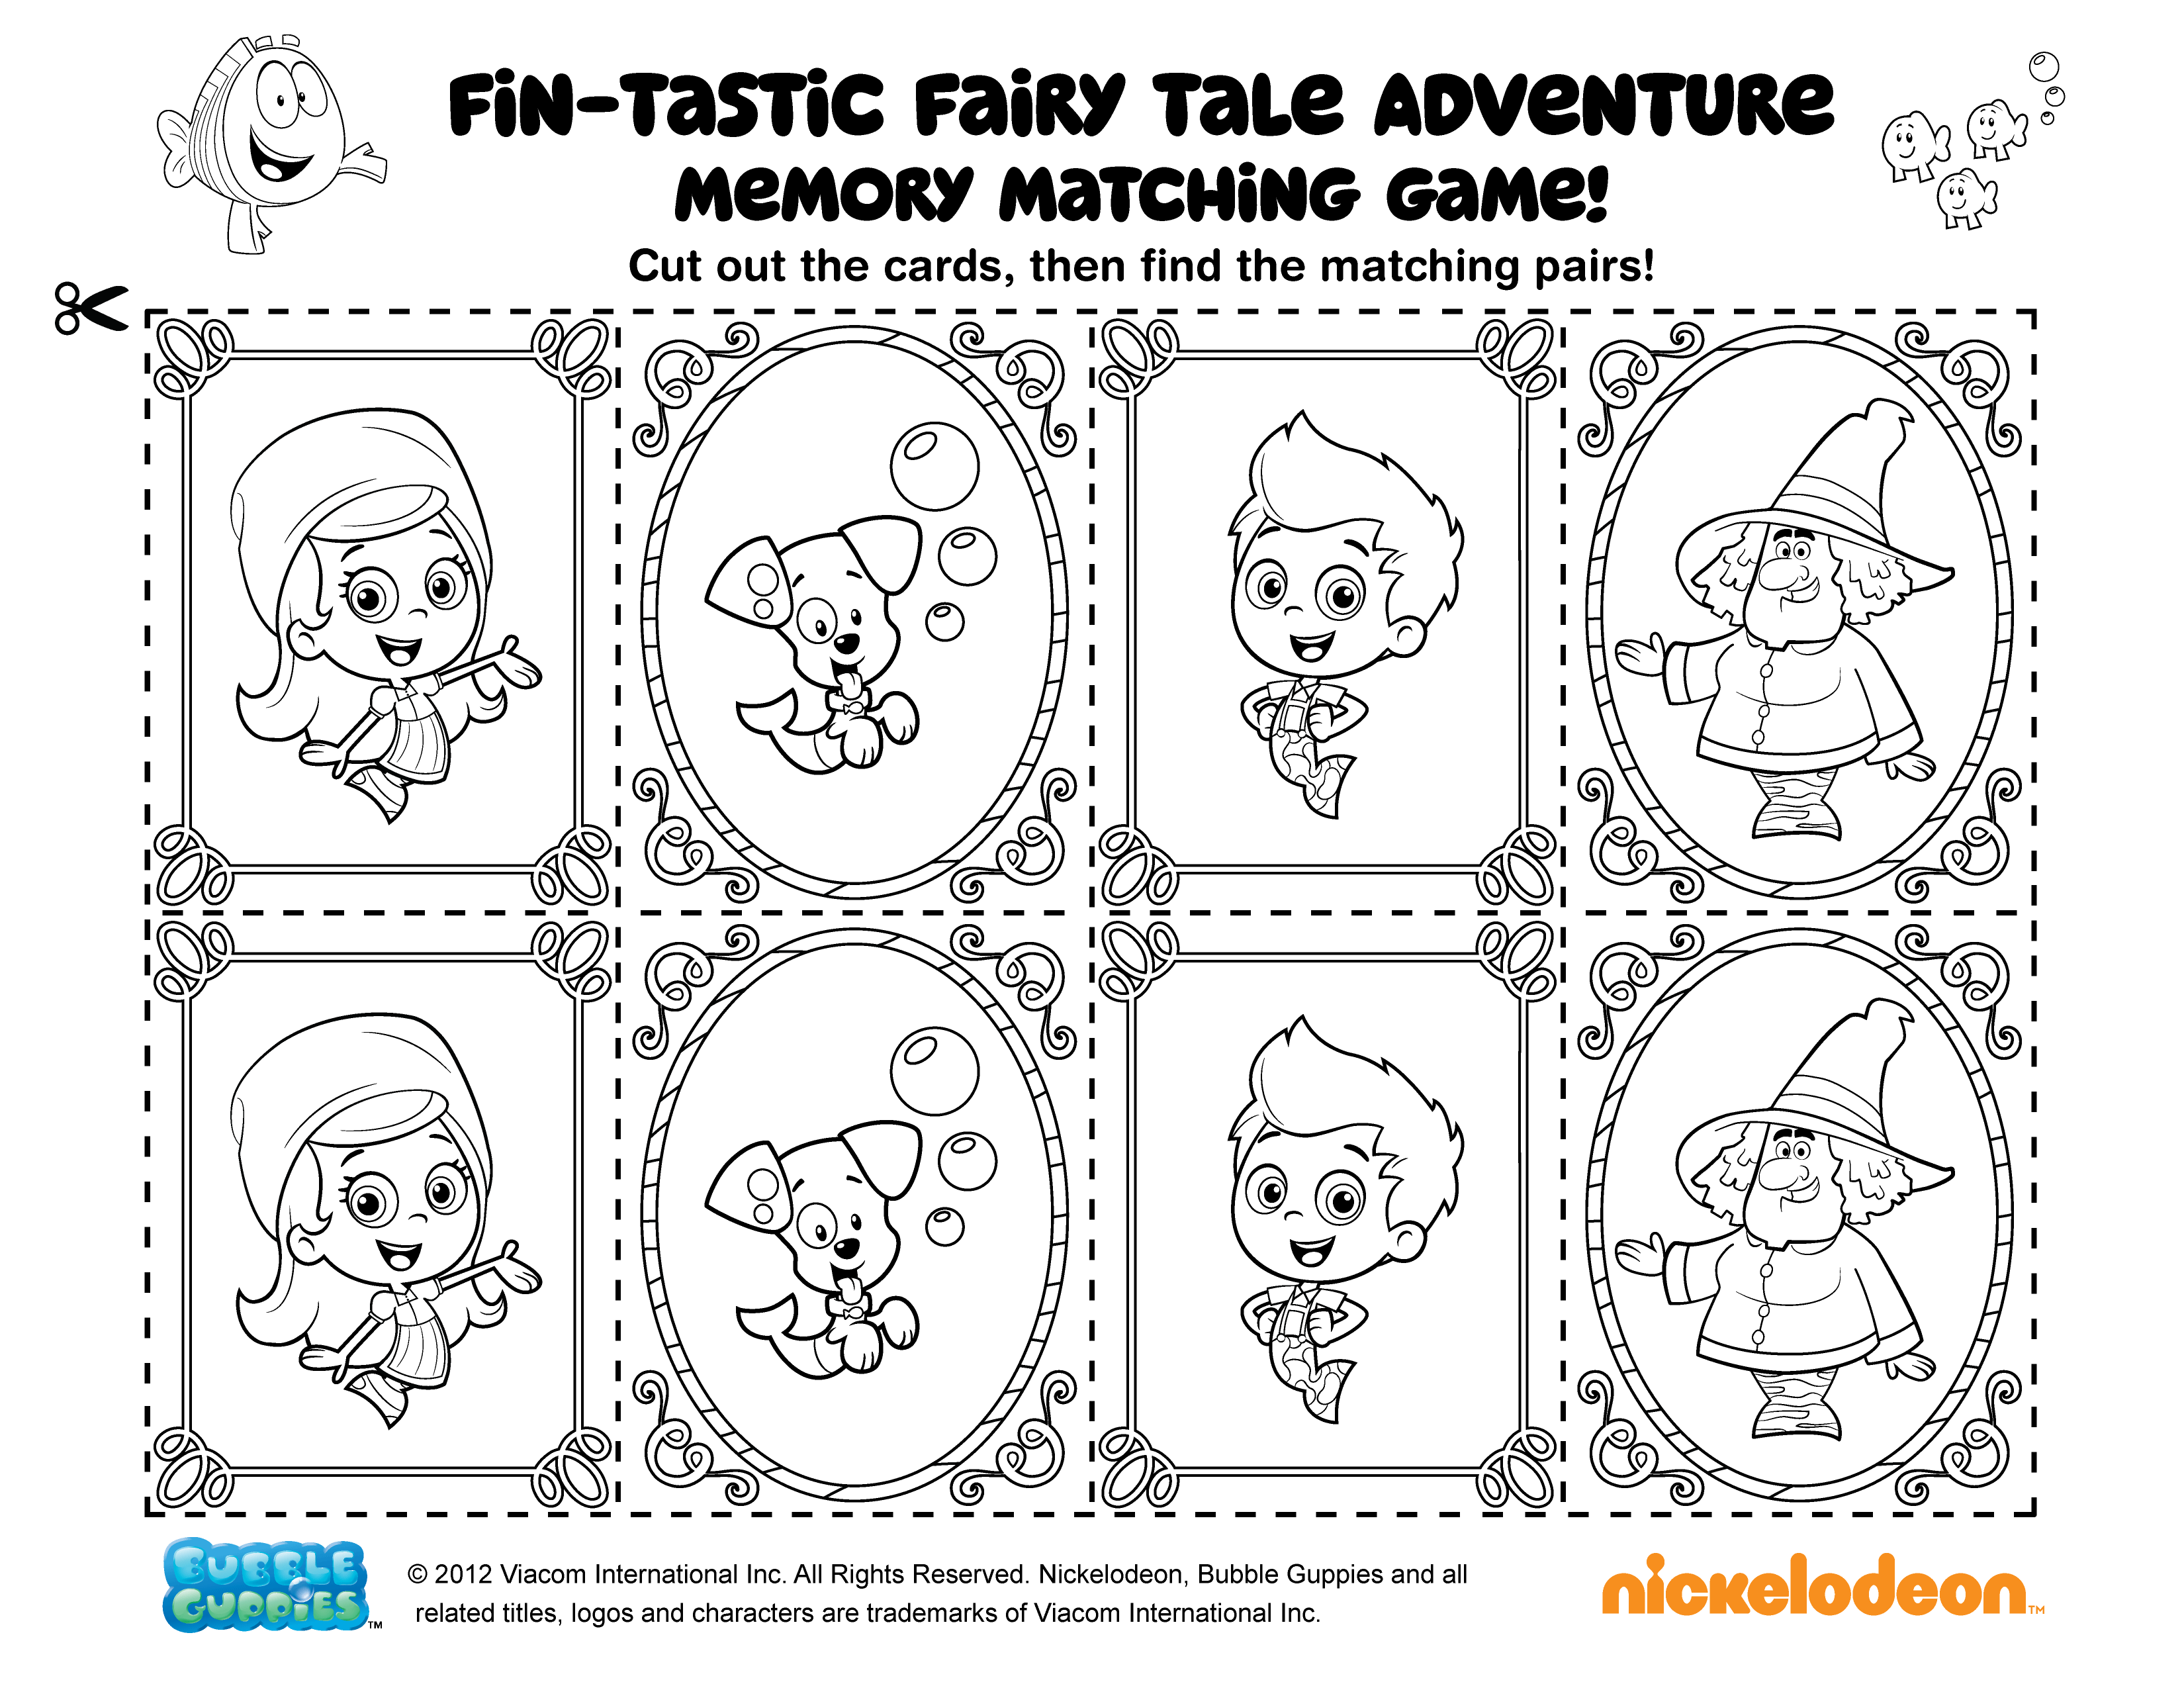 FiN-TaSTiC FaiRY TaLe ADVeNTURe
MeMORY MaTCHiNG GaMe!
Cut out the cards, then find the matching pairs!
BUBBLE
GUPPiES™
© 2012 Viacom International Inc. All Rights Reserved. Nickelodeon, Bubble Guppies and all
related titles, logos and characters are trademarks of Viacom International Inc.
nickelodeon™